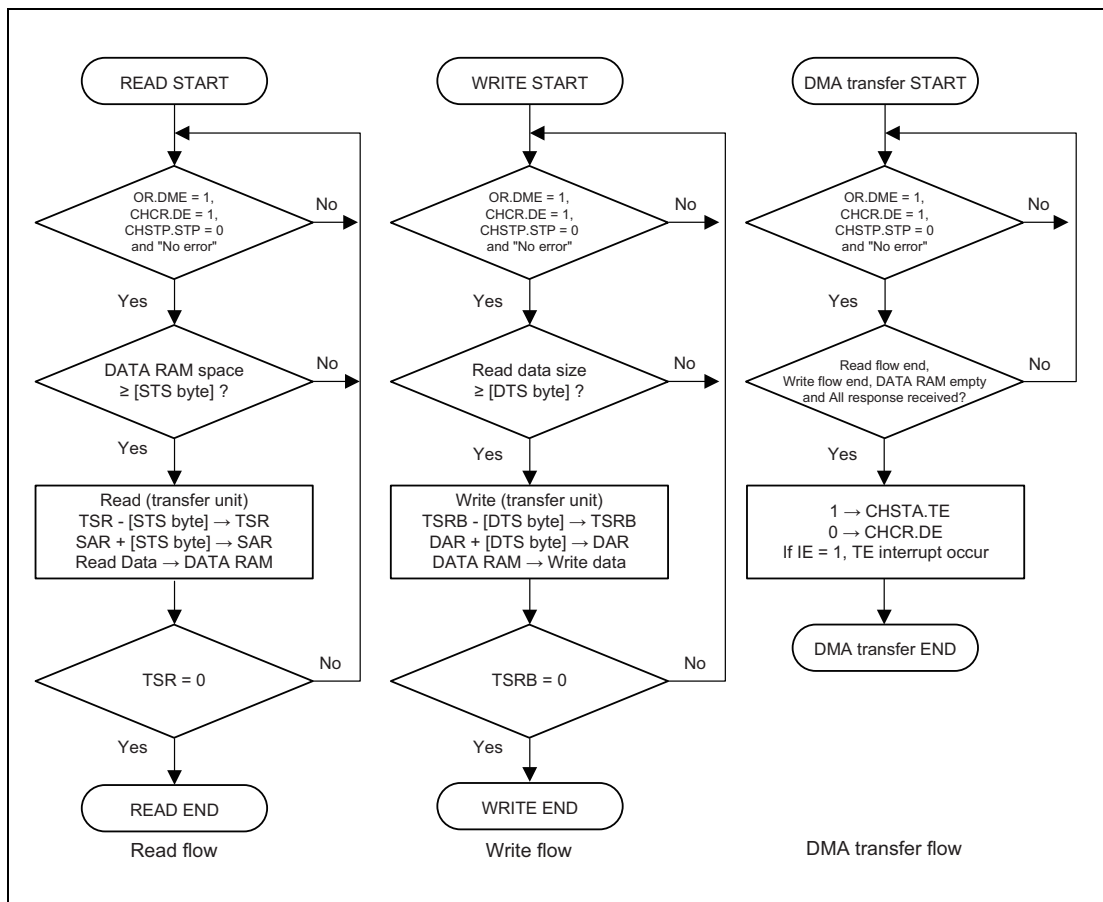 READ START
OR.DME = 1,
CHCR.DE = 1,
CHSTP.STP = 0
and "No error"
No
Yes
DATA RAM space
≥ [STS byte] ?
No
Yes
Read (transfer unit)
TSR - [STS byte] → TSR
SAR + [STS byte] → SAR
Read Data → DATA RAM
TSR = 0
No
Yes
READ END
Read flow
WRITE START
OR.DME = 1,
CHCR.DE = 1,
CHSTP.STP = 0
and "No error"
No
Yes
Read data size
≥ [DTS byte] ?
No
Yes
Write (transfer unit)
TSRB - [DTS byte] → TSRB
DAR + [DTS byte] → DAR
DATA RAM → Write data
TSRB = 0
No
Yes
WRITE END
Write flow
DMA transfer START
OR.DME = 1,
CHCR.DE = 1,
CHSTP.STP = 0
and "No error"
No
Yes
Read flow end,
Write flow end, DATA RAM empty
and All response received?
No
Yes
1 → CHSTA.TE
0 → CHCR.DE
If IE = 1, TE interrupt occur
DMA transfer END
DMA transfer flow